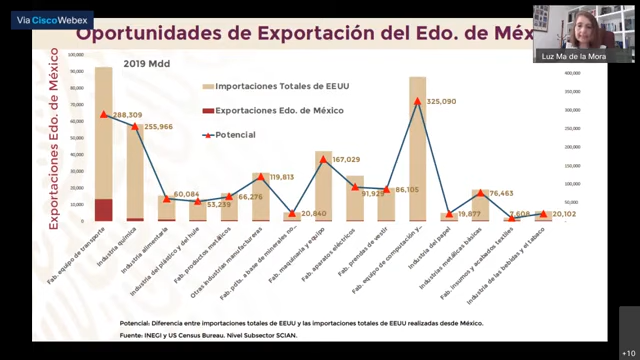 Vía CiscoWebex
Oportunidades de Exportación del Edo. de Méx
Luz Ma de la Mora
2019 Mdd
Exportaciones Edo. de México
100,000
90,000
80,000
70,000
60,000
50,000
40,000
30,000
20,000
10,000
0
400,000
350,000
300,000
250,000
200,000
150,000
100,000
50,000
Importaciones Totales de EEUU
Exportaciones Edo. de México
Potencial
288,309
255,966
60,084
53,239
66,276
119,813
20,840
167,029
91,929
86,105
325,090
19,877
76,463
7,608
20,102
Fab. equipo de transporte
Industria química
Industria alimentaria
Industria del plástico y del hule
Fab. productos metálicos
Otras industrias manufactureras
Fab. pdts. a base de minerales no...
Fab. maquinaria y equipo
Fab. aparatos eléctricos
Fab. prendas de vestir
Fab. equipo de computación y...
Industria del papel
Industrias metálicas básicas
Fab. insumos y acabados textiles
Industria de las bebidas y el tabaco
Potencial: Diferencia entre importaciones totales de EEUU y las importaciones totales de EEUU realizadas desde México.
Fuente: INEGI y US Census Bureau. Nivel Subsector SCIAN.
+10